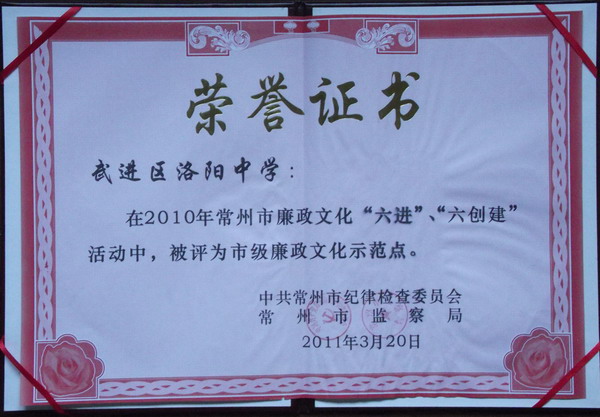 荣誉证书
武进区洛阳中学：
在2010年常州市廉政文化“六进”、“六创建”
活动中，被评为市级廉政文化示范点。
中共常州市纪律检查委员会
常州市监察局
2011年3月20日